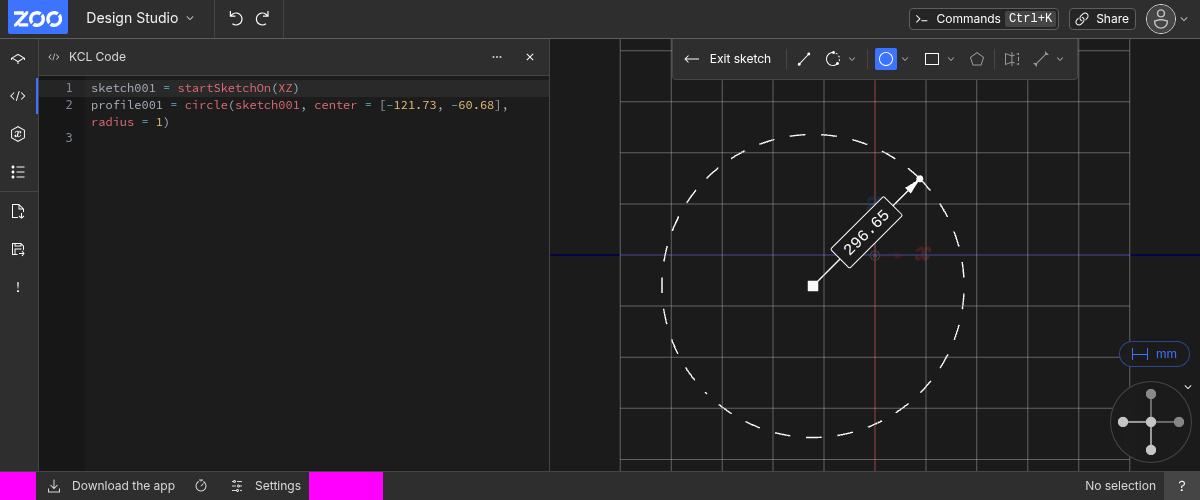 ZOO
Design Studio
Commands Ctrl+K
Share
KCL Code
1 sketch001 = startSketchOn(XZ)
2 profile001 = circle(sketch001, center = [-121.73, -60.68],
radius = 1)
3
Exit sketch
296.65
mm
Download the app
Settings
No selection
?